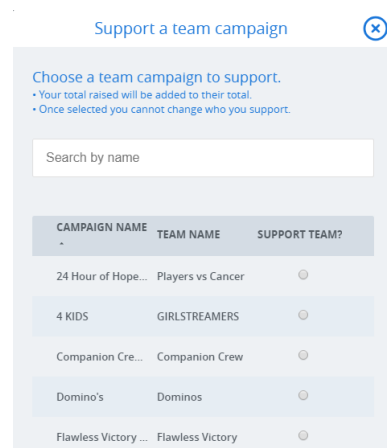 Support a team campaign
Choose a team campaign to support.
• Your total raised will be added to their total.
• Once selected you cannot change who you support.
Search by name
CAMPAIGN NAME TEAM NAME SUPPORT TEAM?
24 Hour of Hope... Players vs Cancer
4 KIDS GIRLSTREAMERS
Companion Cre... Companion Crew
Domino's Dominos
Flawless Victory ... Flawless Victory